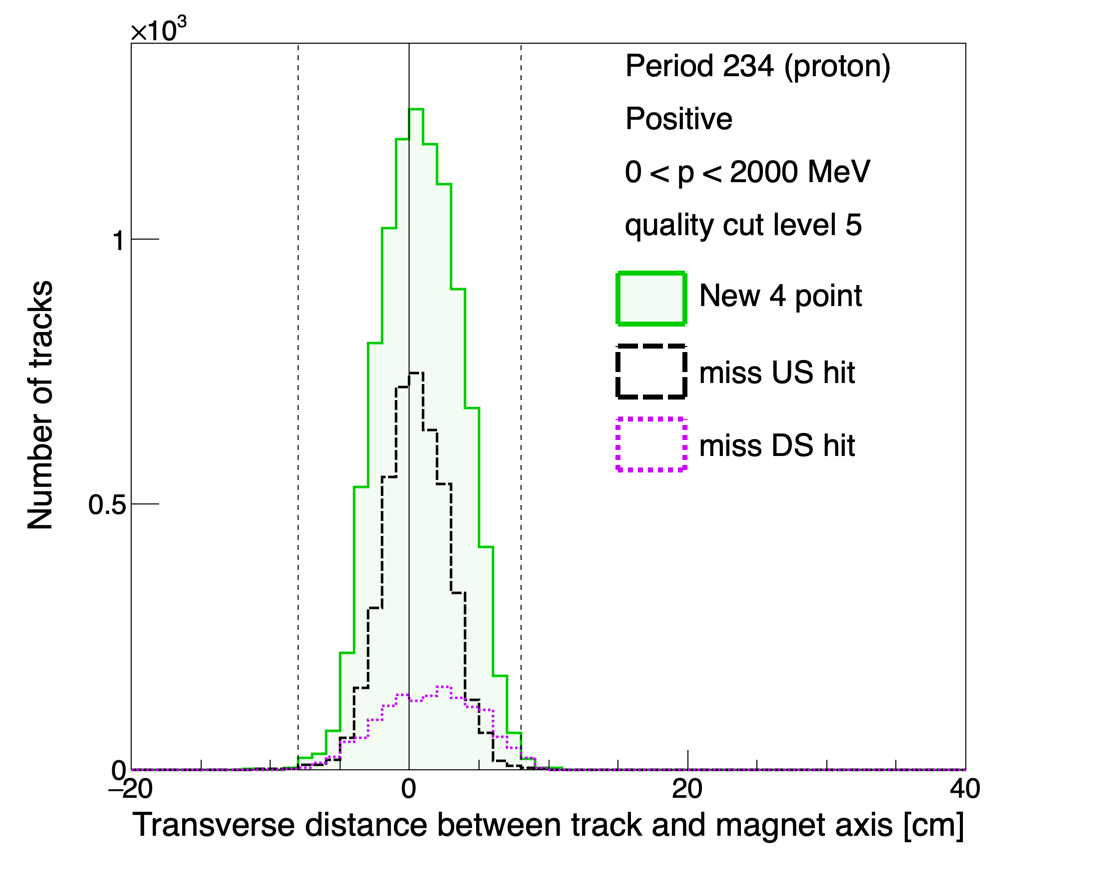 ×10³
Period 234 (proton)
Positive
0 < p < 2000 MeV
quality cut level 5
New 4 point
miss US hit
miss DS hit
Number of tracks
1
0.5
0
−20 0 20 40
Transverse distance between track and magnet axis [cm]